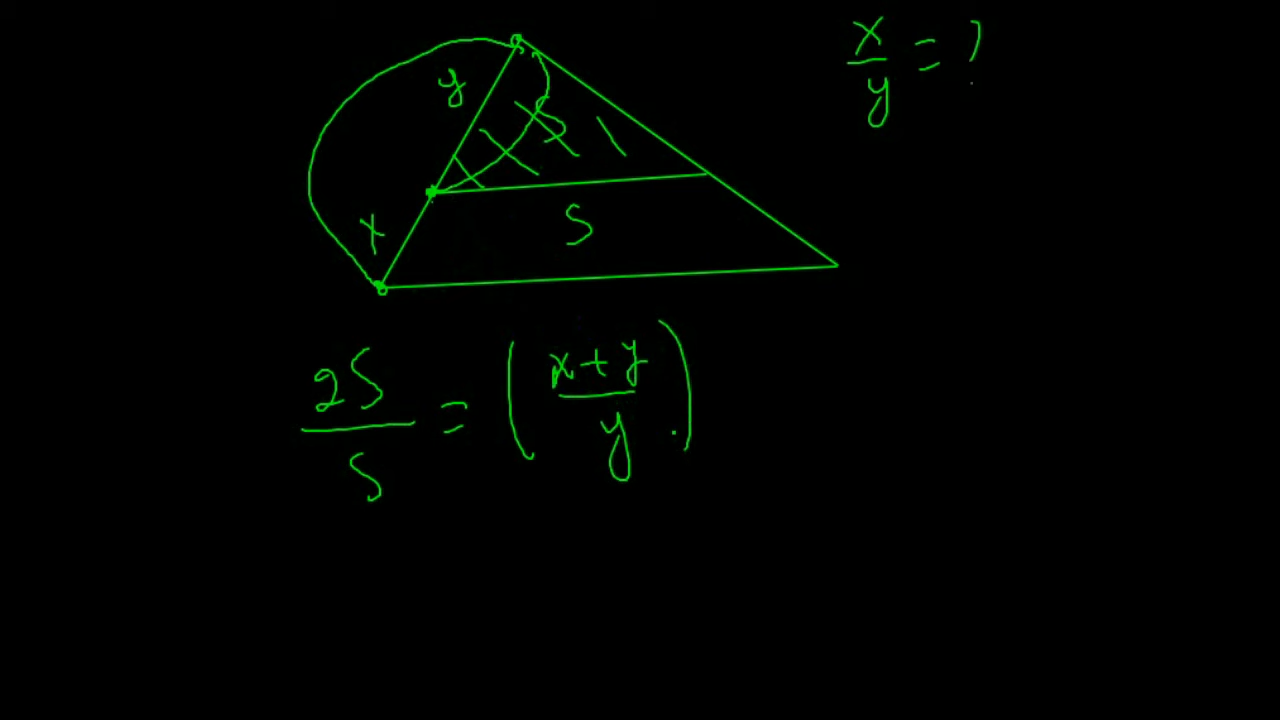 x/y = ?
y
S
x
S
2S/S = (x+y/y)